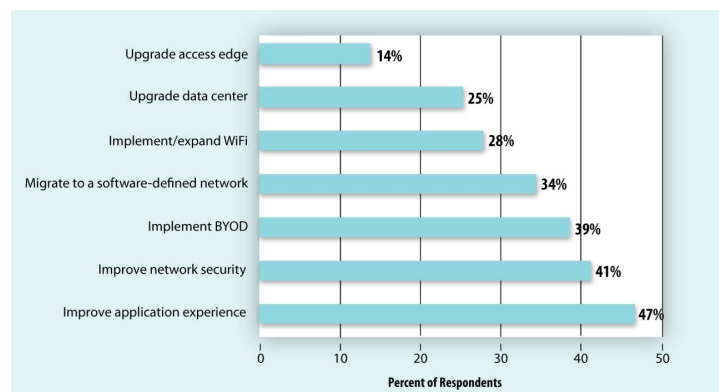 Upgrade access edge 14%
Upgrade data center 25%
Implement/expand WiFi 28%
Migrate to a software-defined network 34%
Implement BYOD 39%
Improve network security 41%
Improve application experience 47%
0 10 20 30 40 50
Percent of Respondents